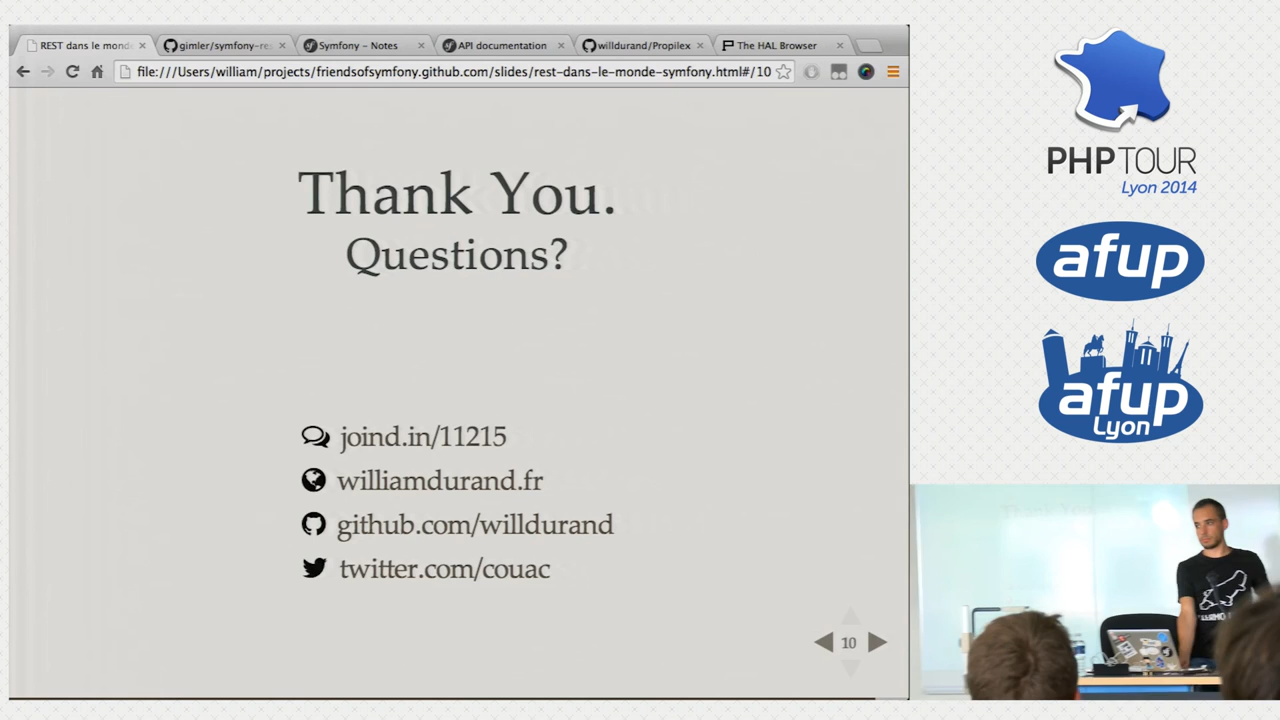 REST dans le mond
gimler/symfony-re
Symfony – Notes
API documentation
willdurand/Propilex
The HAL Browser
file:///Users/william/projects/friendsofsymfony.github.com/slides/rest-dans-le-monde-symfony.html#/10
Thank You.
Questions?
joind.in/11215
williamdurand.fr
github.com/willdurand
twitter.com/couac
10
PHP TOUR
Lyon 2014
afup
afup
Lyon